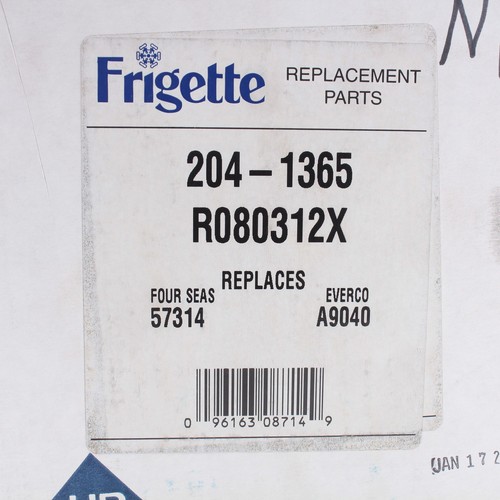 Frigette
REPLACEMENT
PARTS
204-1365
R080312X
REPLACES
FOUR SEAS EVERCO
57314 A9040
0 96163 08714 9
JAN 17 2